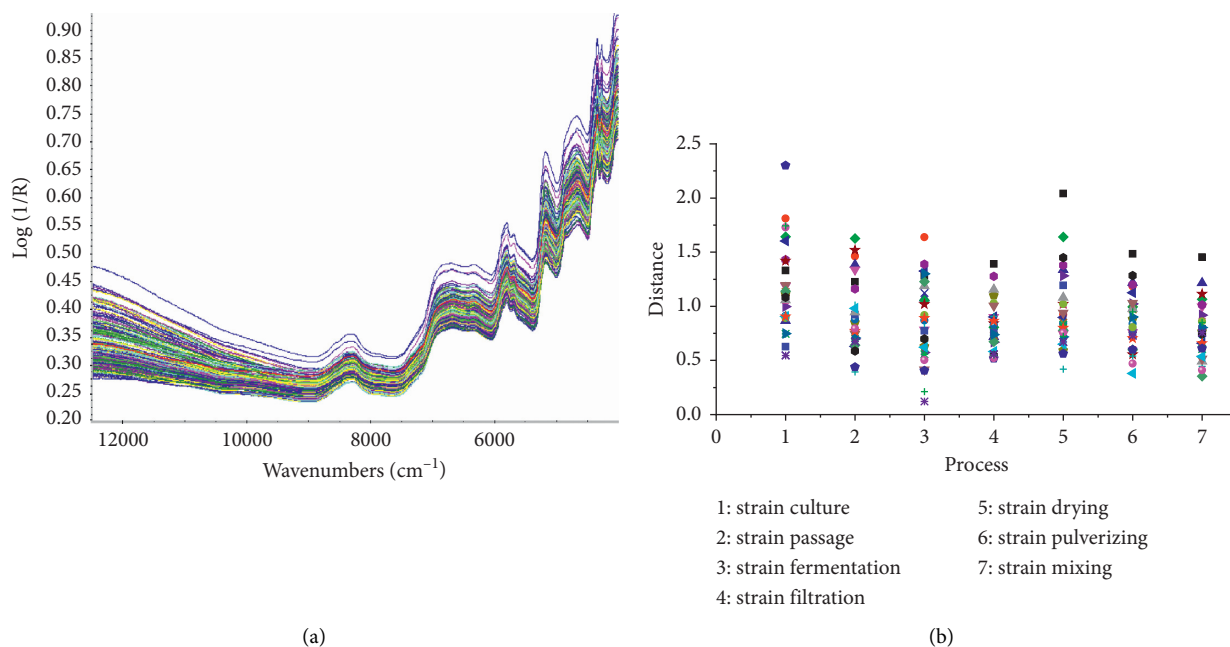 0.90
0.85
0.80
0.75
0.70
0.65
0.60
0.55
0.50
0.45
0.40
0.35
0.30
0.25
0.20
Log (1/R)
12000 10000 8000 6000
Wavenumbers (cm⁻¹)
(a)
2.5
2.0
1.5
1.0
0.5
0.0
Distance
0 1 2 3 4 5 6 7
Process
1: strain culture
2: strain passage
3: strain fermentation
4: strain filtration
5: strain drying
6: strain pulverizing
7: strain mixing
(b)